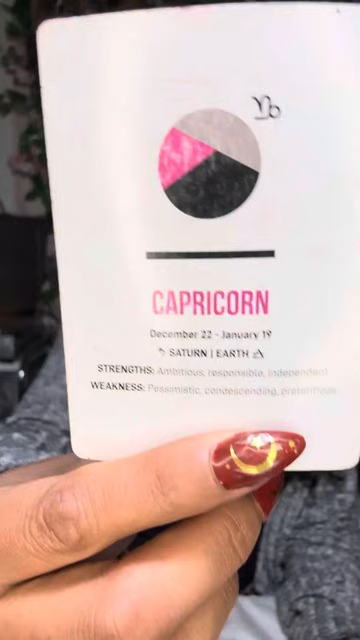 CAPRICORN
December 22 - January 19
SATURN | EARTH
STRENGTHS: Ambitious, responsible, independent
WEAKNESS: Pessimistic, condescending, pretentious